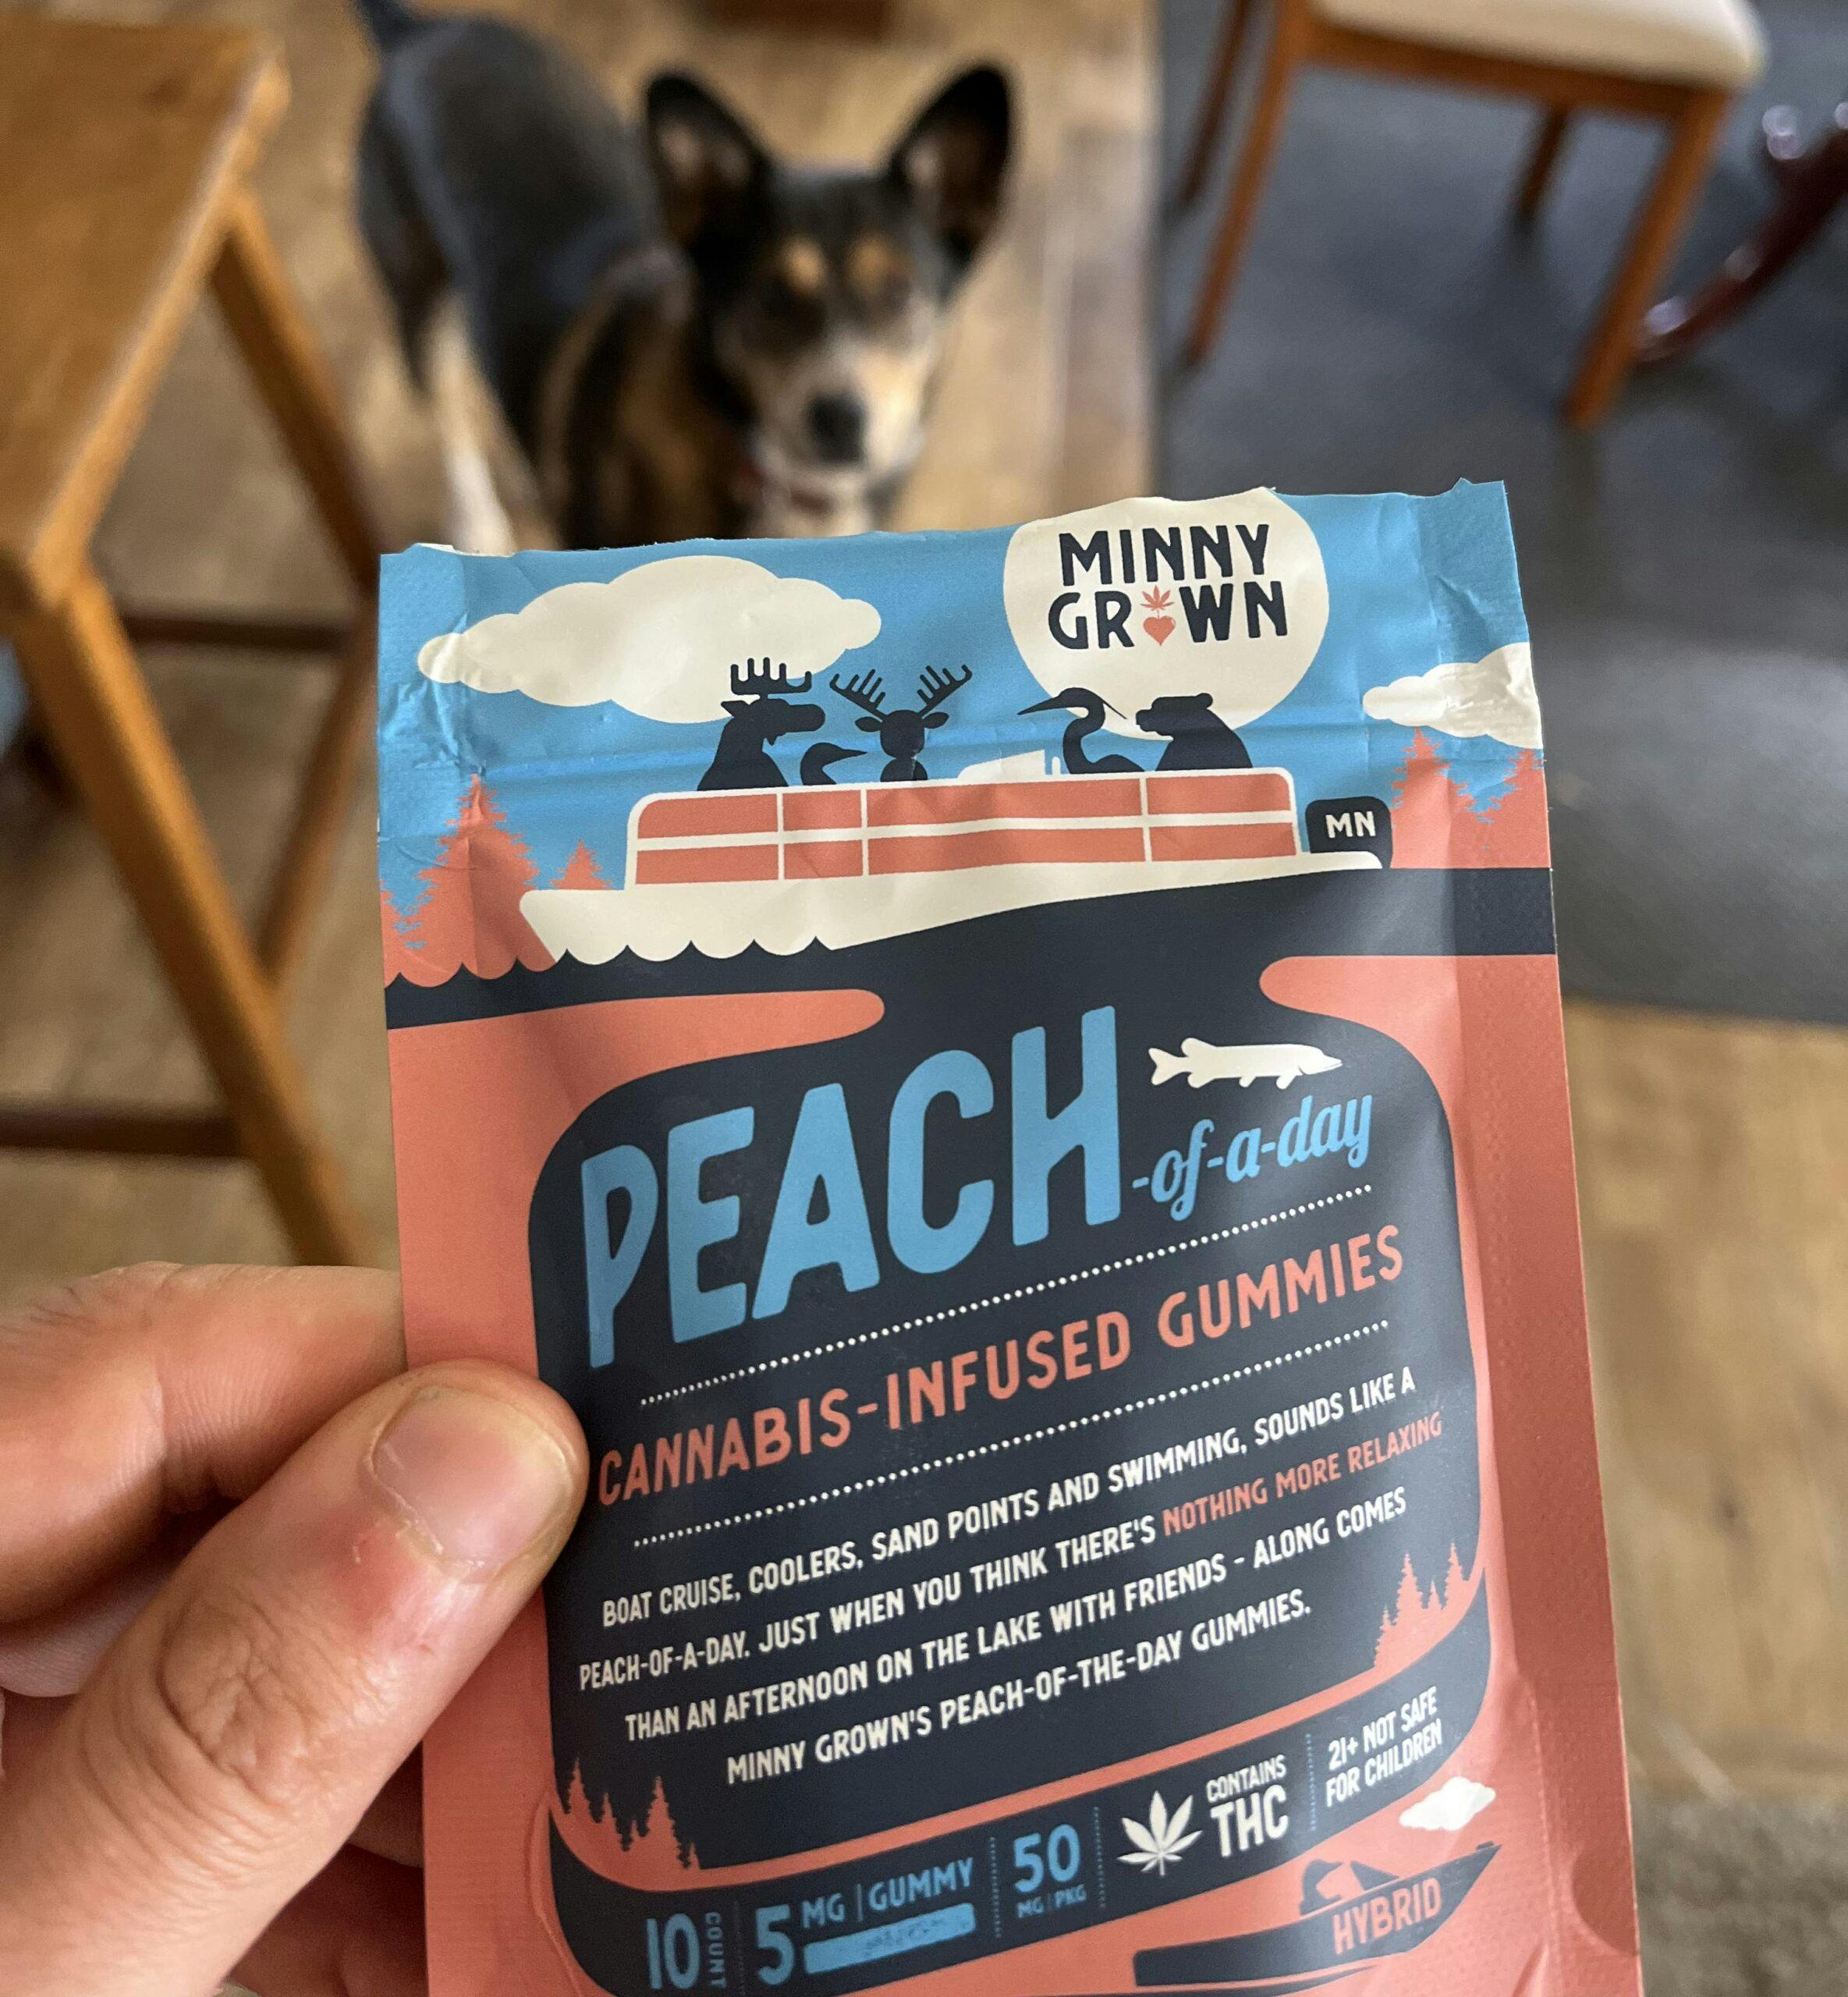 MINNY
GROWN
MN
PEACH
-of-a-day
CANNABIS-INFUSED GUMMIES
BOAT CRUISE, COOLERS, SAND POINTS AND SWIMMING, SOUNDS LIKE A
PEACH-OF-A-DAY. JUST WHEN YOU THINK THERE'S NOTHING MORE RELAXING
THAN AN AFTERNOON ON THE LAKE WITH FRIENDS - ALONG COMES
MINNY GROWN'S PEACH-OF-THE-DAY GUMMIES.
10 COUNT
5 MG | GUMMY
50
MG | PKG
CONTAINS
THC
21+ NOT SAFE
FOR CHILDREN
HYBRID